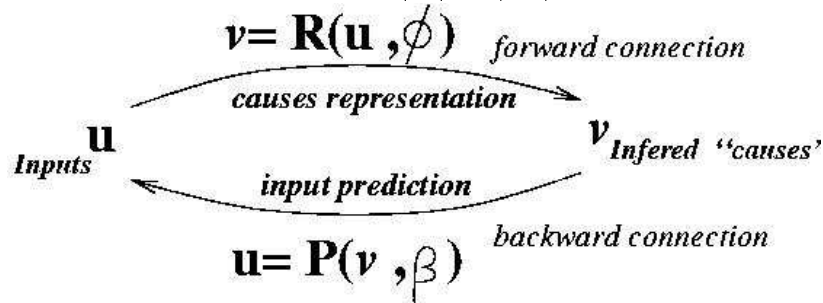 v= R(u ,ϕ) forward connection
causes representation
Inputs u
v Infered "causes'
input prediction
backward connection
u= P(v ,β)